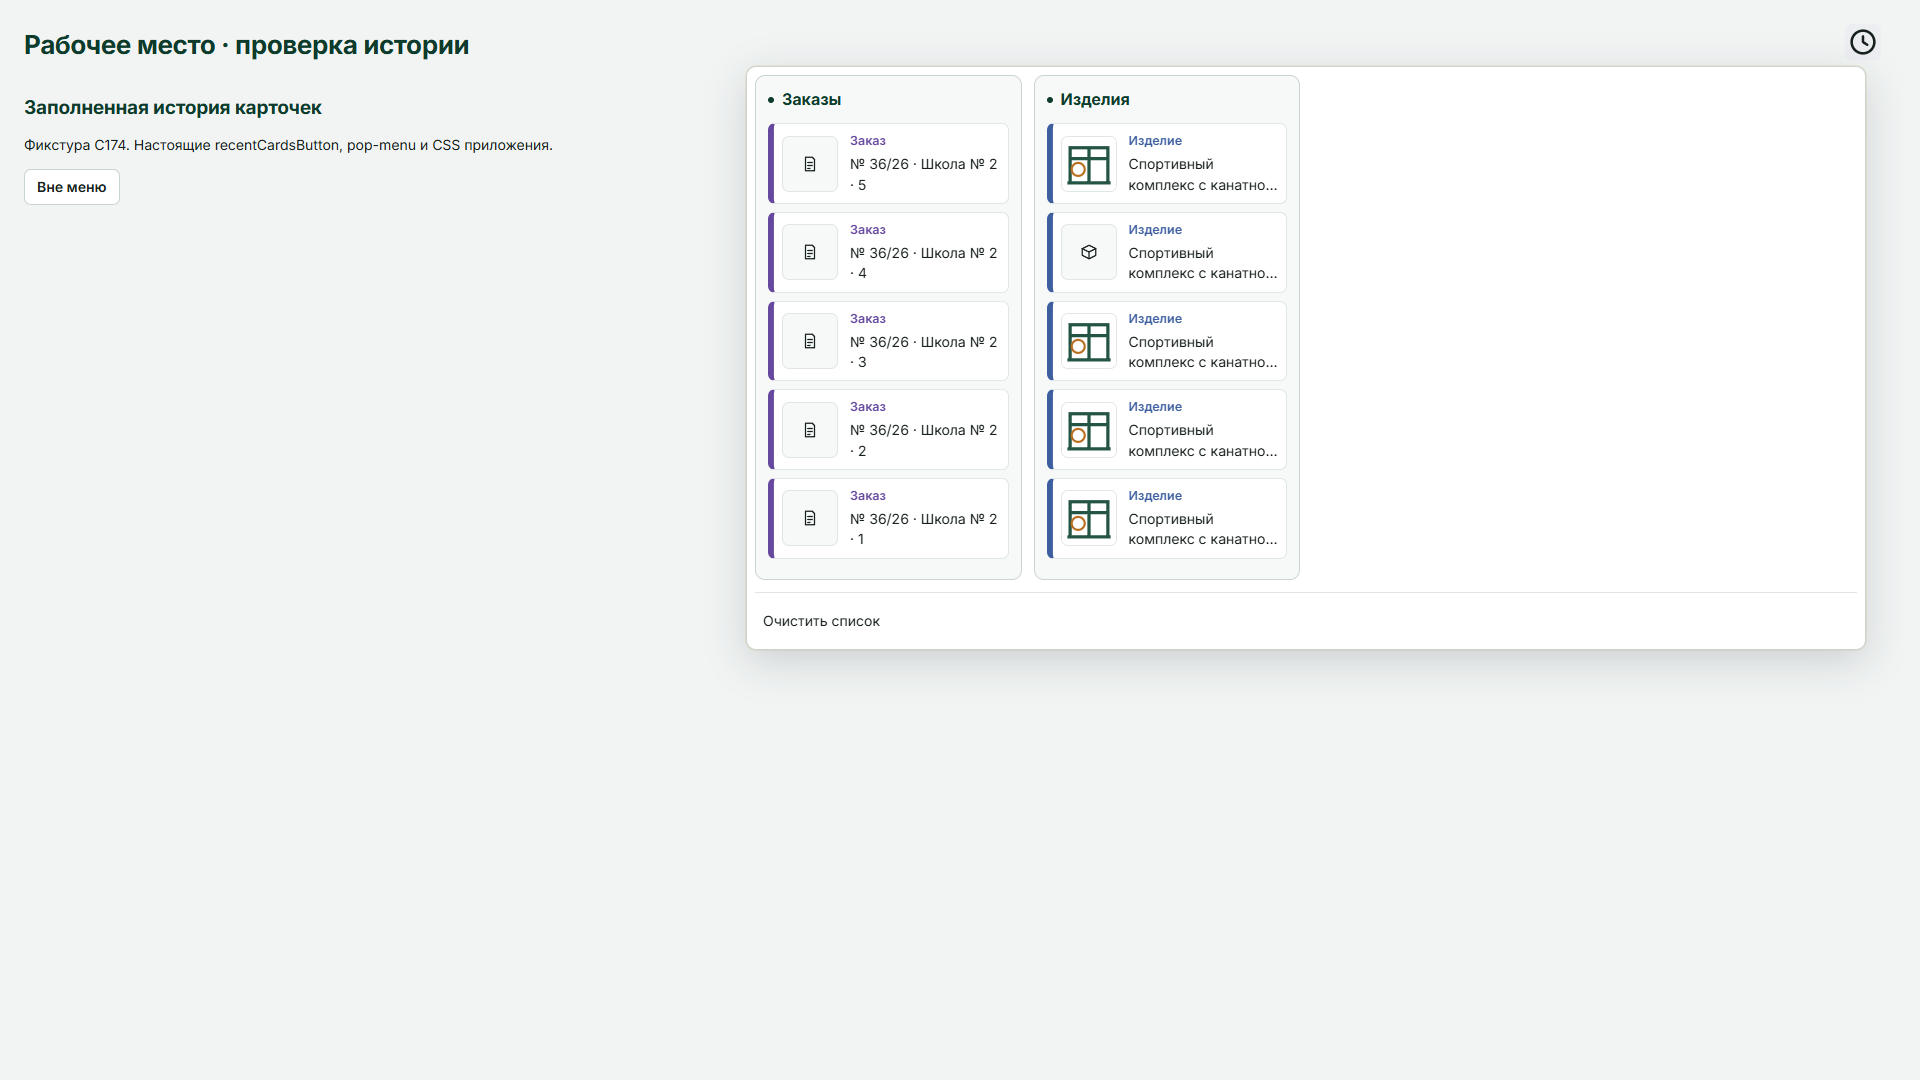 Рабочее место · проверка истории
Заполненная история карточек
Фикстура C174. Настоящие recentCardsButton, pop-menu и CSS приложения.
Вне меню
• Заказы
Заказ
№ 36/26 · Школа № 2
· 5
Заказ
№ 36/26 · Школа № 2
· 4
Заказ
№ 36/26 · Школа № 2
· 3
Заказ
№ 36/26 · Школа № 2
· 2
Заказ
№ 36/26 · Школа № 2
· 1
• Изделия
Изделие
Спортивный
комплекс с канатно...
Изделие
Спортивный
комплекс с канатно...
Изделие
Спортивный
комплекс с канатно...
Изделие
Спортивный
комплекс с канатно...
Изделие
Спортивный
комплекс с канатно...
Очистить список